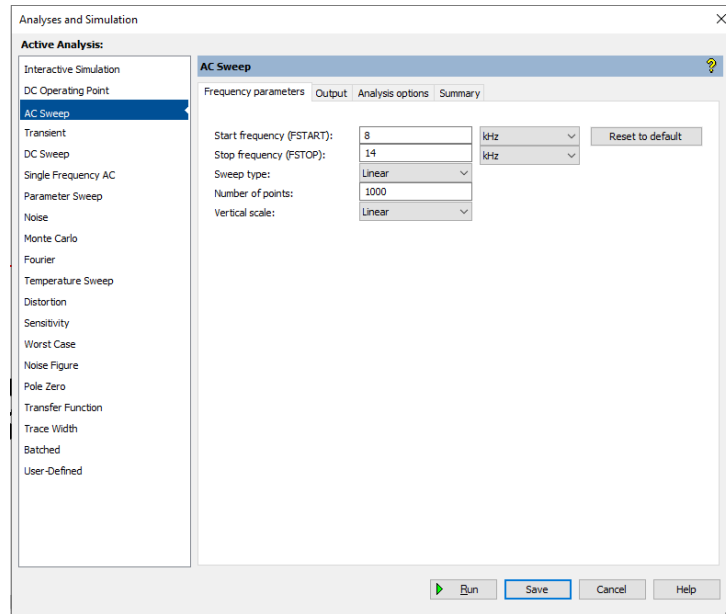 Analyses and Simulation
Active Analysis:
Interactive Simulation
DC Operating Point
AC Sweep
Transient
DC Sweep
Single Frequency AC
Parameter Sweep
Noise
Monte Carlo
Fourier
Temperature Sweep
Distortion
Sensitivity
Worst Case
Noise Figure
Pole Zero
Transfer Function
Trace Width
Batched
User-Defined
AC Sweep
Frequency parameters Output Analysis options Summary
Start frequency (FSTART): 8 kHz Reset to default
Stop frequency (FSTOP): 14 kHz
Sweep type: Linear
Number of points: 1000
Vertical scale: Linear
Run Save Cancel Help